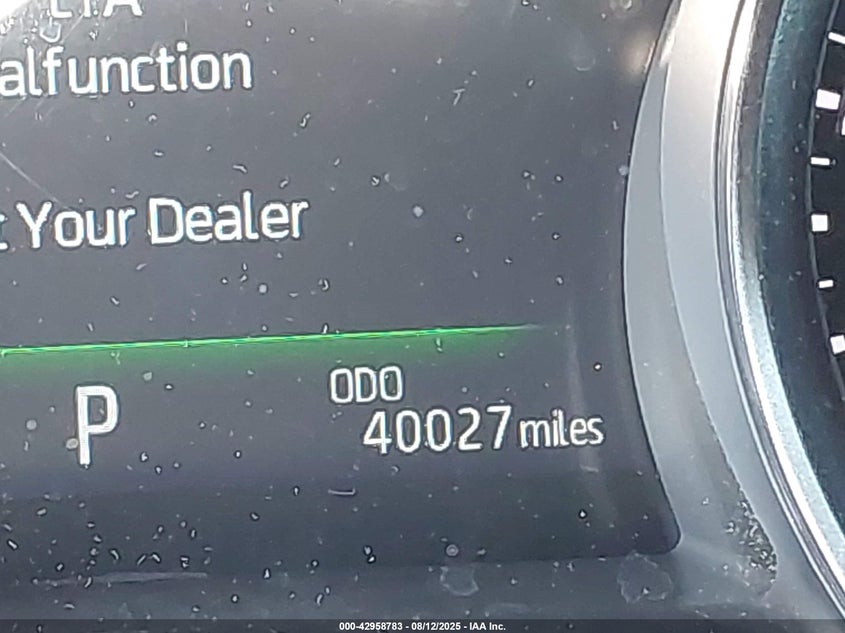 alfunction
Your Dealer
P
ODO
40027 miles
000-42958783 - 08/12/2025 - IAA Inc.